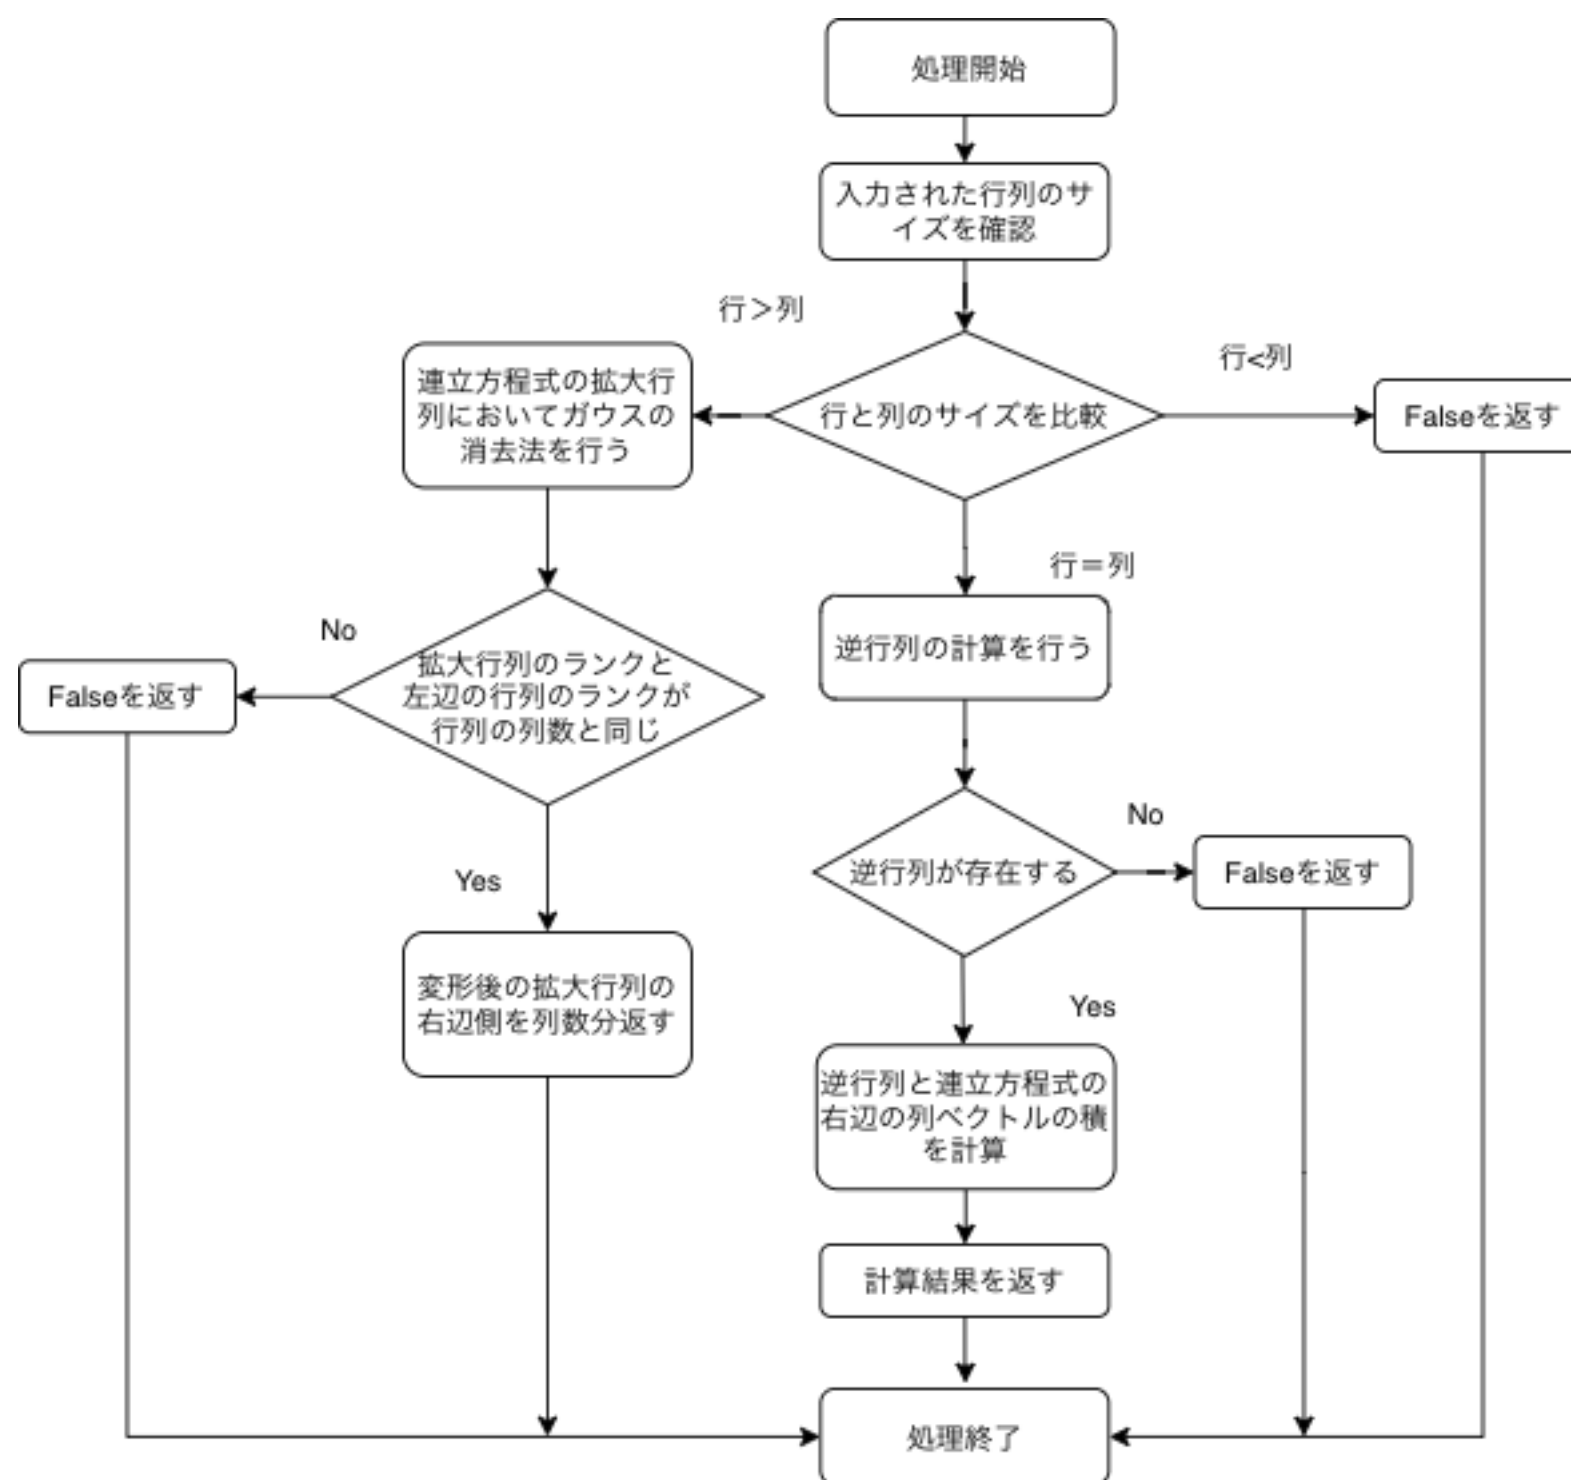 処理開始
入力された行列のサ
イズを確認
行＞列
行<列
連立方程式の拡大行
列においてガウスの
消去法を行う
行と列のサイズを比較
Falseを返す
行＝列
No
拡大行列のランクと
左辺の行列のランクが
行列の列数と同じ
Falseを返す
逆行列の計算を行う
No
逆行列が存在する
Falseを返す
Yes
変形後の拡大行列の
右辺側を列数分返す
Yes
逆行列と連立方程式の
右辺の列ベクトルの積
を計算
計算結果を返す
処理終了